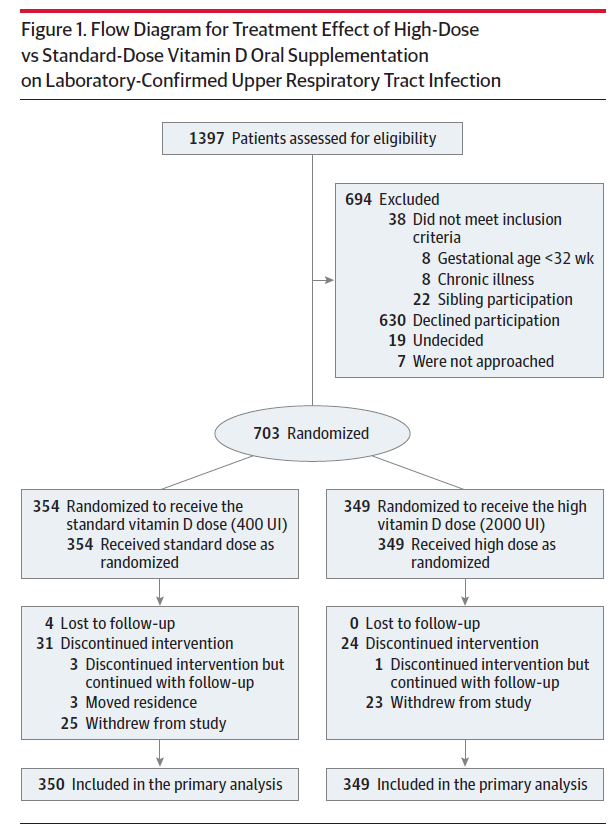 Figure 1. Flow Diagram for Treatment Effect of High-Dose
vs Standard-Dose Vitamin D Oral Supplementation
on Laboratory-Confirmed Upper Respiratory Tract Infection
1397 Patients assessed for eligibility
694 Excluded
38 Did not meet inclusion
criteria
8 Gestational age <32 wk
8 Chronic illness
22 Sibling participation
630 Declined participation
19 Undecided
7 Were not approached
703 Randomized
354 Randomized to receive the
standard vitamin D dose (400 UI)
354 Received standard dose as
randomized
349 Randomized to receive the high
vitamin D dose (2000 UI)
349 Received high dose as
randomized
4 Lost to follow-up
31 Discontinued intervention
3 Discontinued intervention but
continued with follow-up
3 Moved residence
25 Withdrew from study
0 Lost to follow-up
24 Discontinued intervention
1 Discontinued intervention but
continued with follow-up
23 Withdrew from study
350 Included in the primary analysis
349 Included in the primary analysis